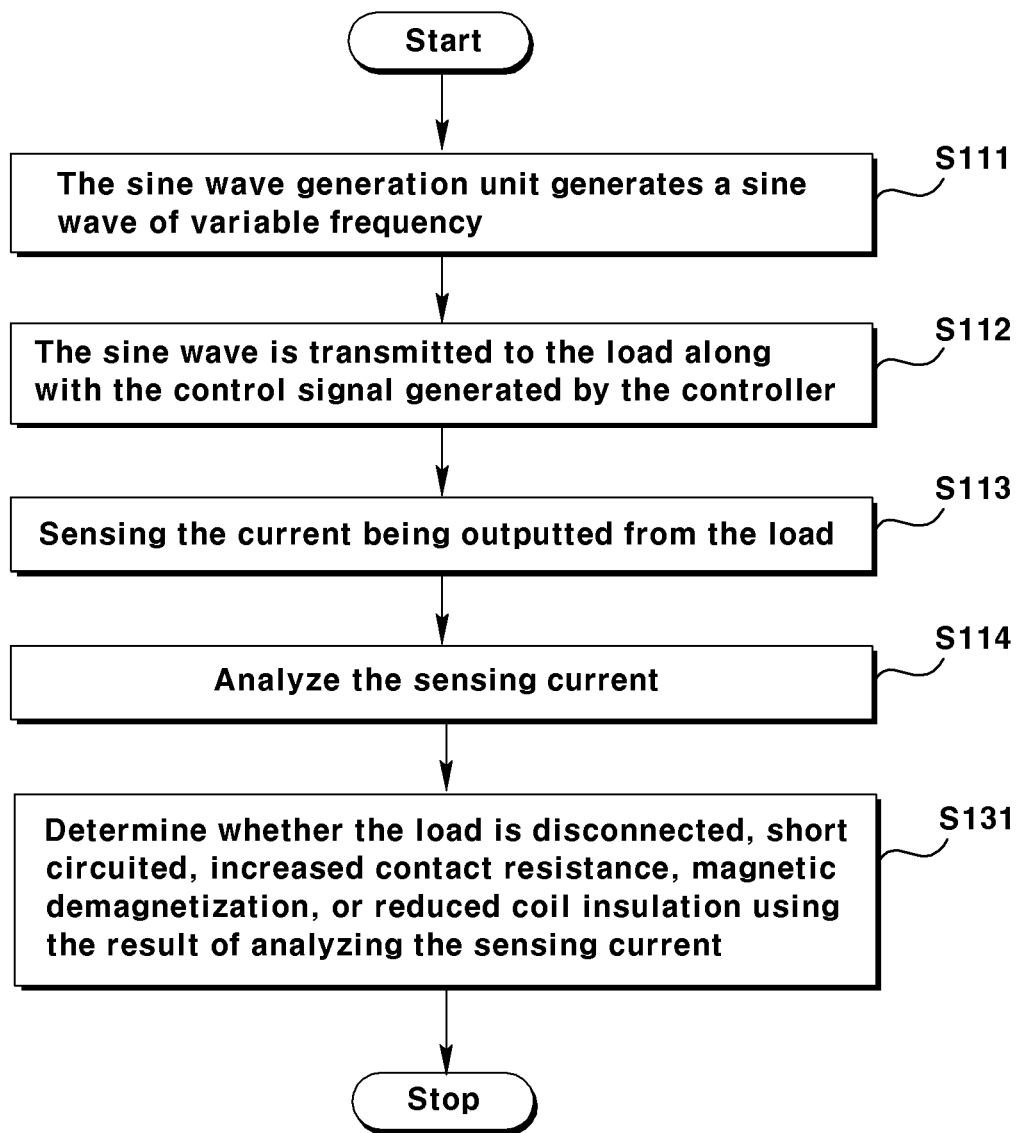 Start
S111
The sine wave generation unit generates a sine
wave of variable frequency
S112
The sine wave is transmitted to the load along
with the control signal generated by the controller
S113
Sensing the current being outputted from the load
S114
Analyze the sensing current
S131
Determine whether the load is disconnected, short
circuited, increased contact resistance, magnetic
demagnetization, or reduced coil insulation using
the result of analyzing the sensing current
Stop